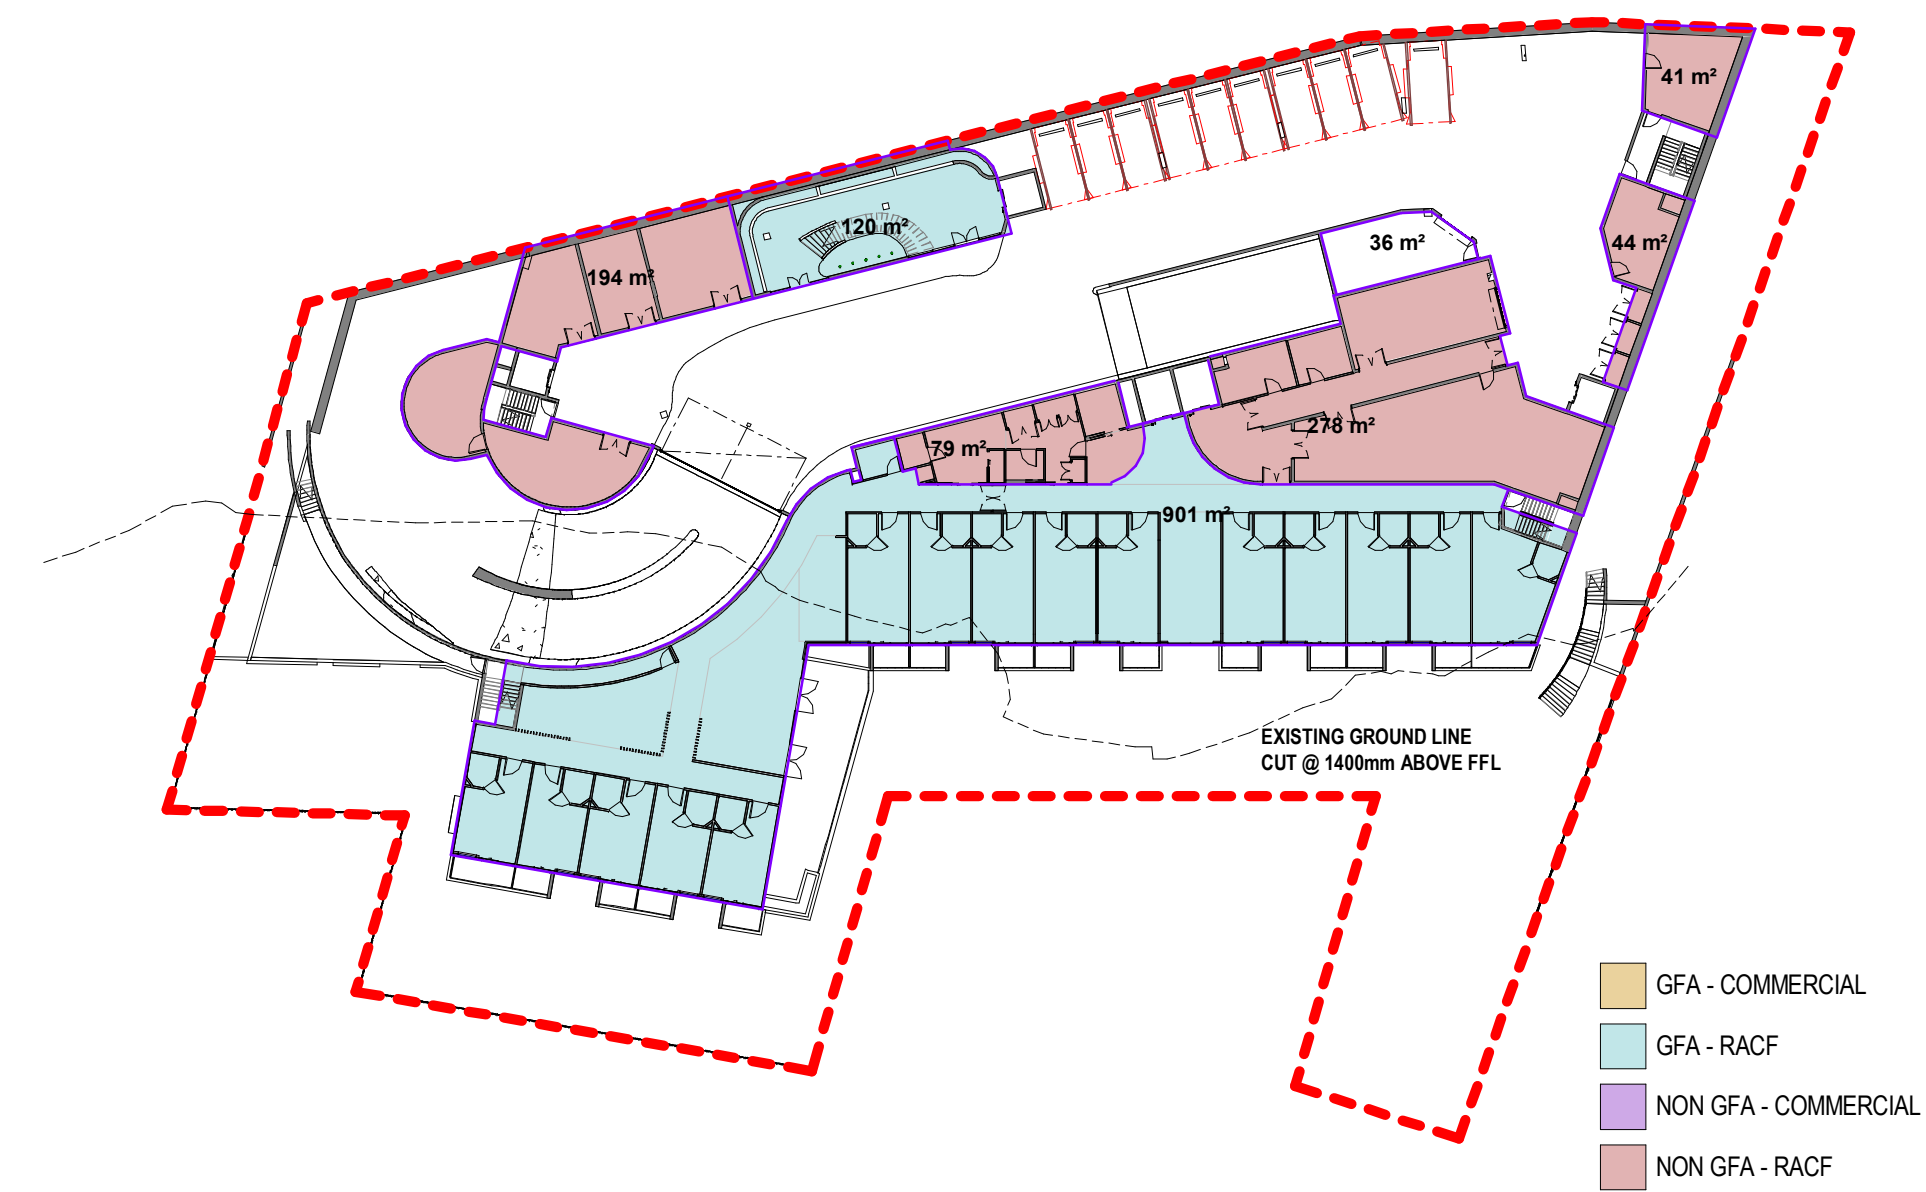 41 m²
120 m²
36 m²
44 m²
194 m²
278 m²
79 m²
901 m²
EXISTING GROUND LINE
CUT @ 1400mm ABOVE FFL
GFA - COMMERCIAL
GFA - RACF
NON GFA - COMMERCIAL
NON GFA - RACF